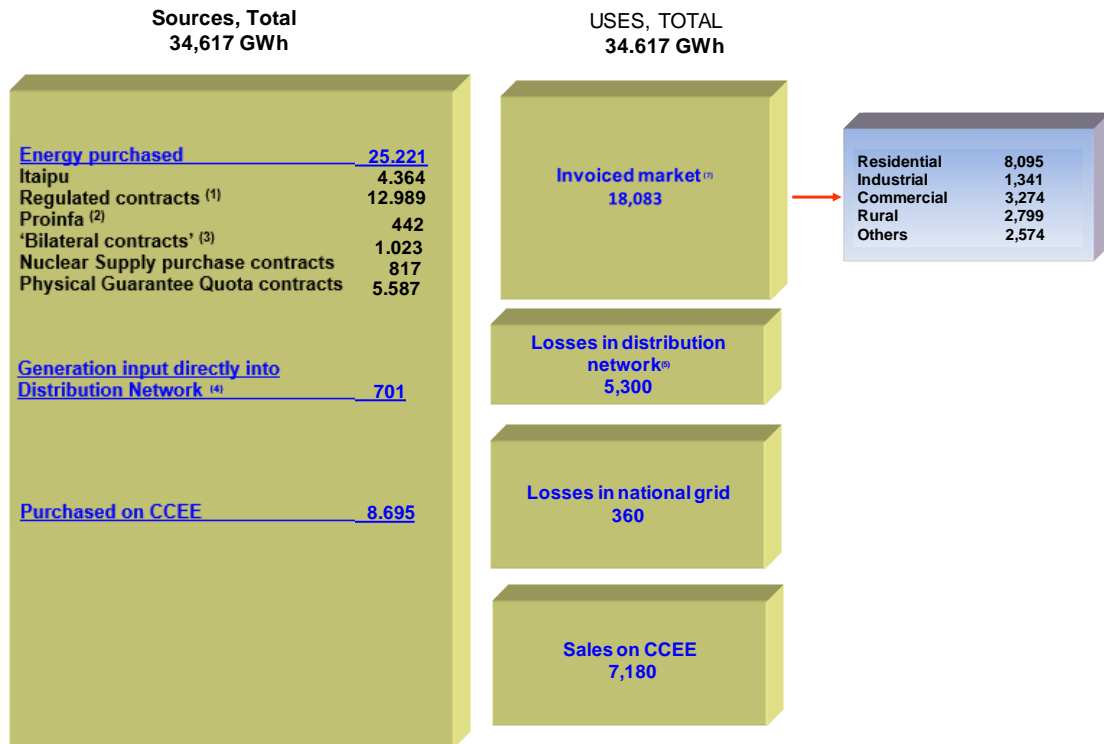 Sources, Total
34,617 GWh
Energy purchased 25.221
Itaipu 4.364
Regulated contracts (1) 12.989
Proinfa (2) 442
‘Bilateral contracts’ (3) 1.023
Nuclear Supply purchase contracts 817
Physical Guarantee Quota contracts 5.587
Generation input directly into
Distribution Network (4) 701
Purchased on CCEE 8.695
USES, TOTAL
34.617 GWh
Invoiced market (7)
18,083
Losses in distribution
network(5)
5,300
Losses in national grid
360
Sales on CCEE
7,180
Residential 8,095
Industrial 1,341
Commercial 3,274
Rural 2,799
Others 2,574